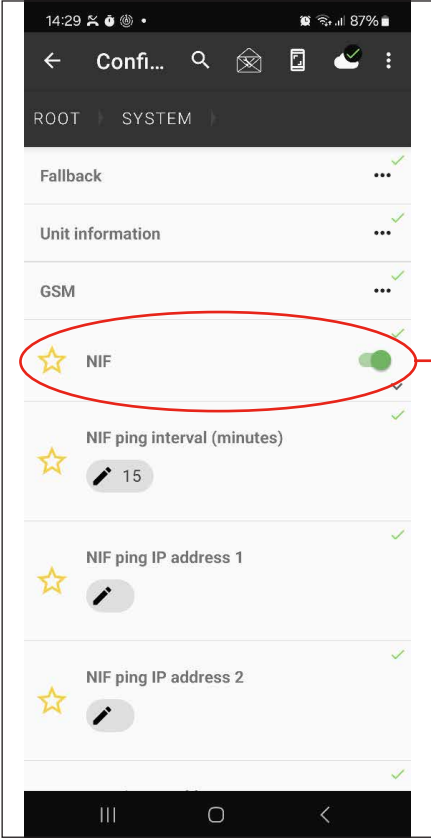 14:29
87%
Confi...
ROOT
SYSTEM
Fallback
Unit information
GSM
NIF
NIF ping interval (minutes)
15
NIF ping IP address 1
NIF ping IP address 2